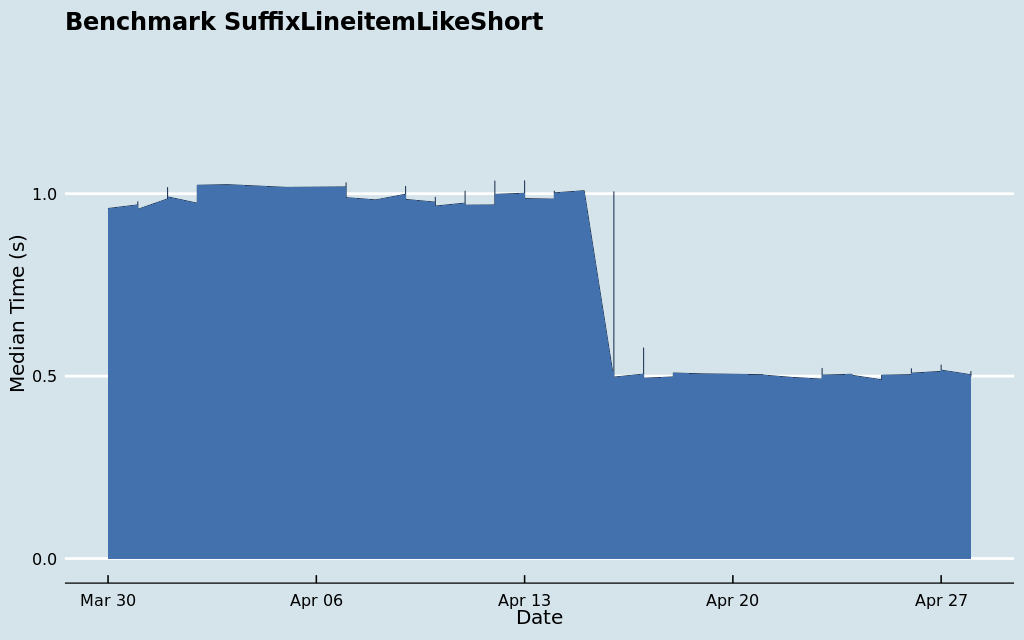 Benchmark SuffixLineitemLikeShort
Median Time (s)
1.0
0.5
0.0
Mar 30 Apr 06 Apr 13 Apr 20 Apr 27
Date